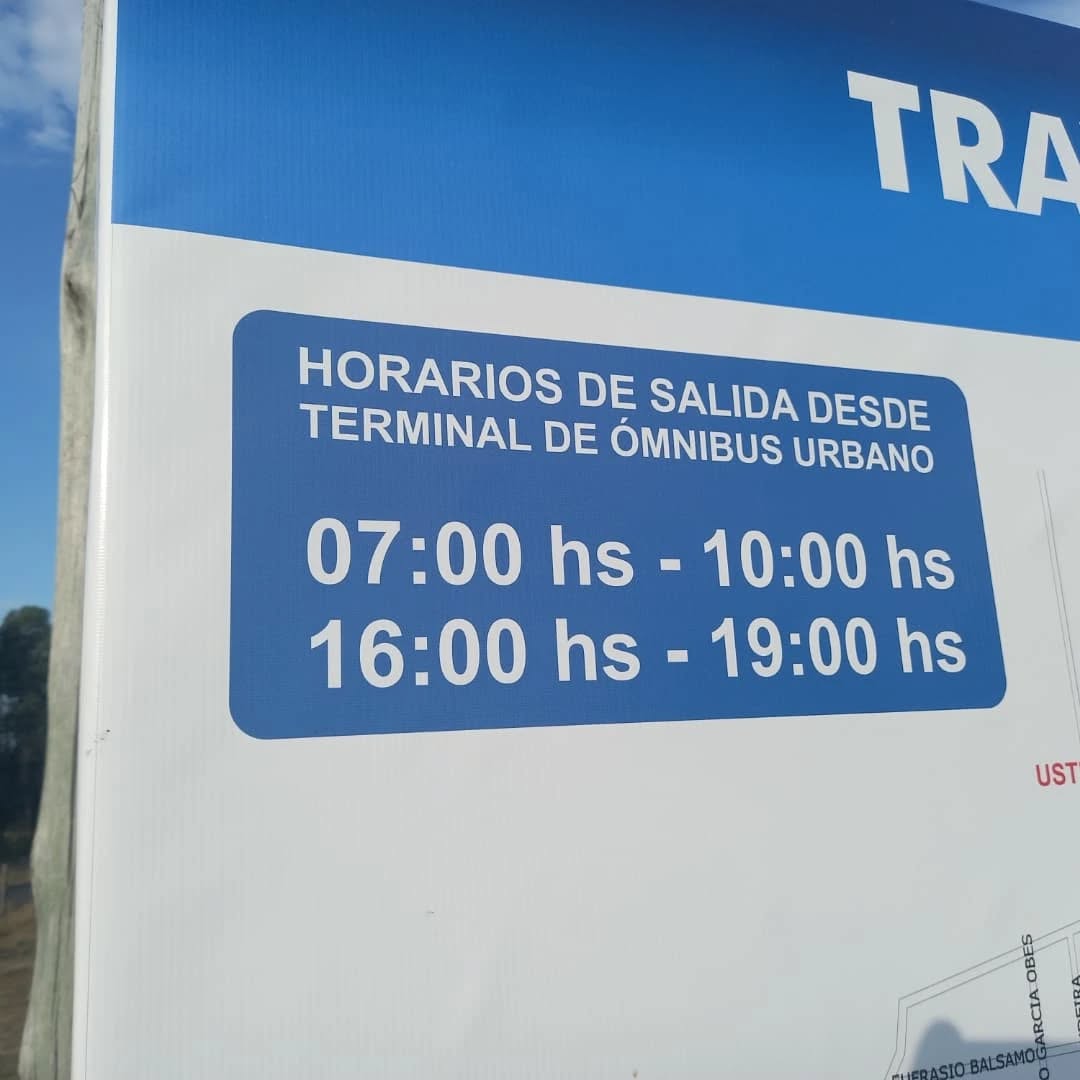 TRA
HORARIOS DE SALIDA DESDE
TERMINAL DE ÓMNIBUS URBANO
07:00 hs - 10:00 hs
16:00 hs - 19:00 hs
UST
GARCIA OBES
BALSAMO